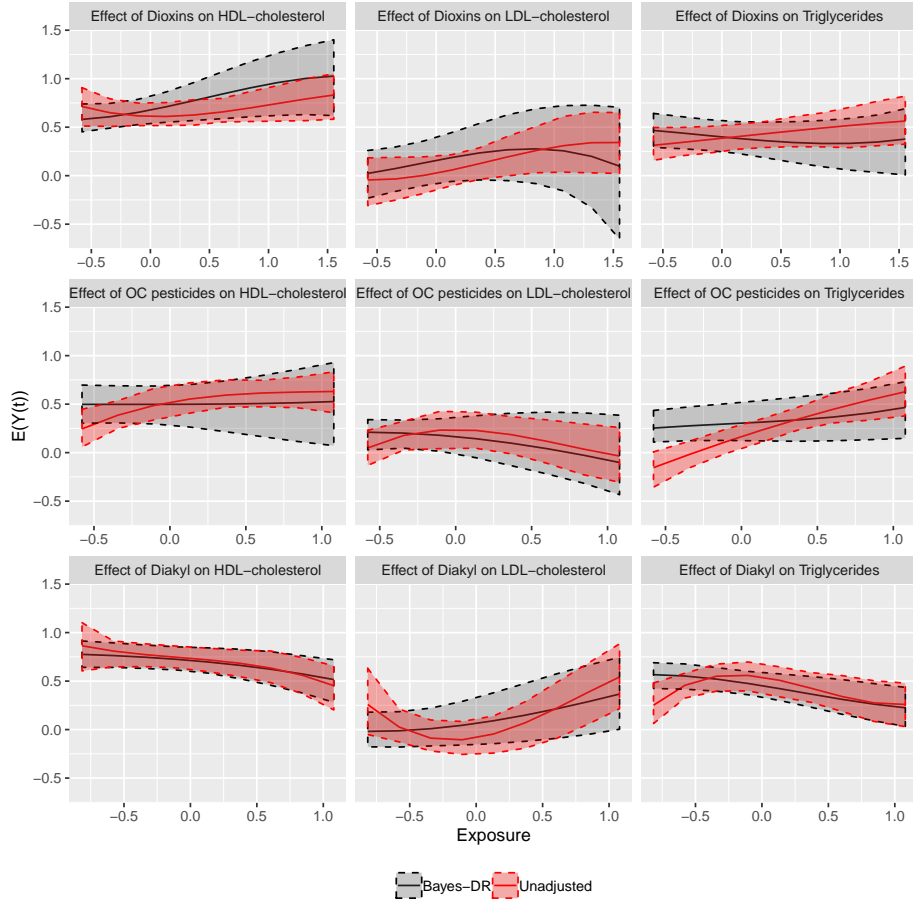 Effect of Dioxins on HDL−cholesterol Effect of Dioxins on LDL−cholesterol Effect of Dioxins on Triglycerides
1.5
1.0
0.5
0.0
−0.5
−0.5 0.0 0.5 1.0 1.5 −0.5 0.0 0.5 1.0 1.5 −0.5 0.0 0.5 1.0 1.5
Effect of OC pesticides on HDL−cholesterol Effect of OC pesticides on LDL−cholesterol Effect of OC pesticides on Triglycerides
1.5
1.0
0.5
0.0
−0.5
E(Y(t))
−0.5 0.0 0.5 1.0 −0.5 0.0 0.5 1.0 −0.5 0.0 0.5 1.0
Effect of Diakyl on HDL−cholesterol Effect of Diakyl on LDL−cholesterol Effect of Diakyl on Triglycerides
1.5
1.0
0.5
0.0
−0.5
−0.5 0.0 0.5 1.0 −0.5 0.0 0.5 1.0 −0.5 0.0 0.5 1.0
Exposure
Bayes−DR Unadjusted